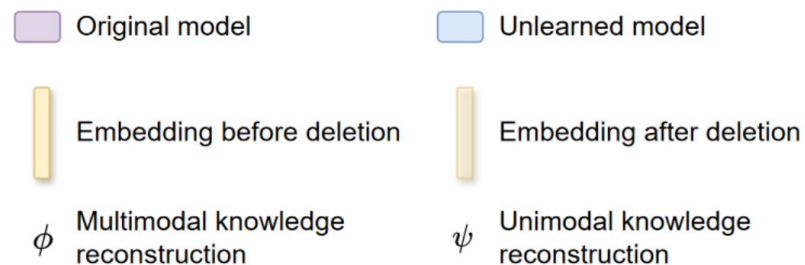 Original model
Unlearned model
Embedding before deletion
Embedding after deletion
ϕ Multimodal knowledge
reconstruction
ψ Unimodal knowledge
reconstruction